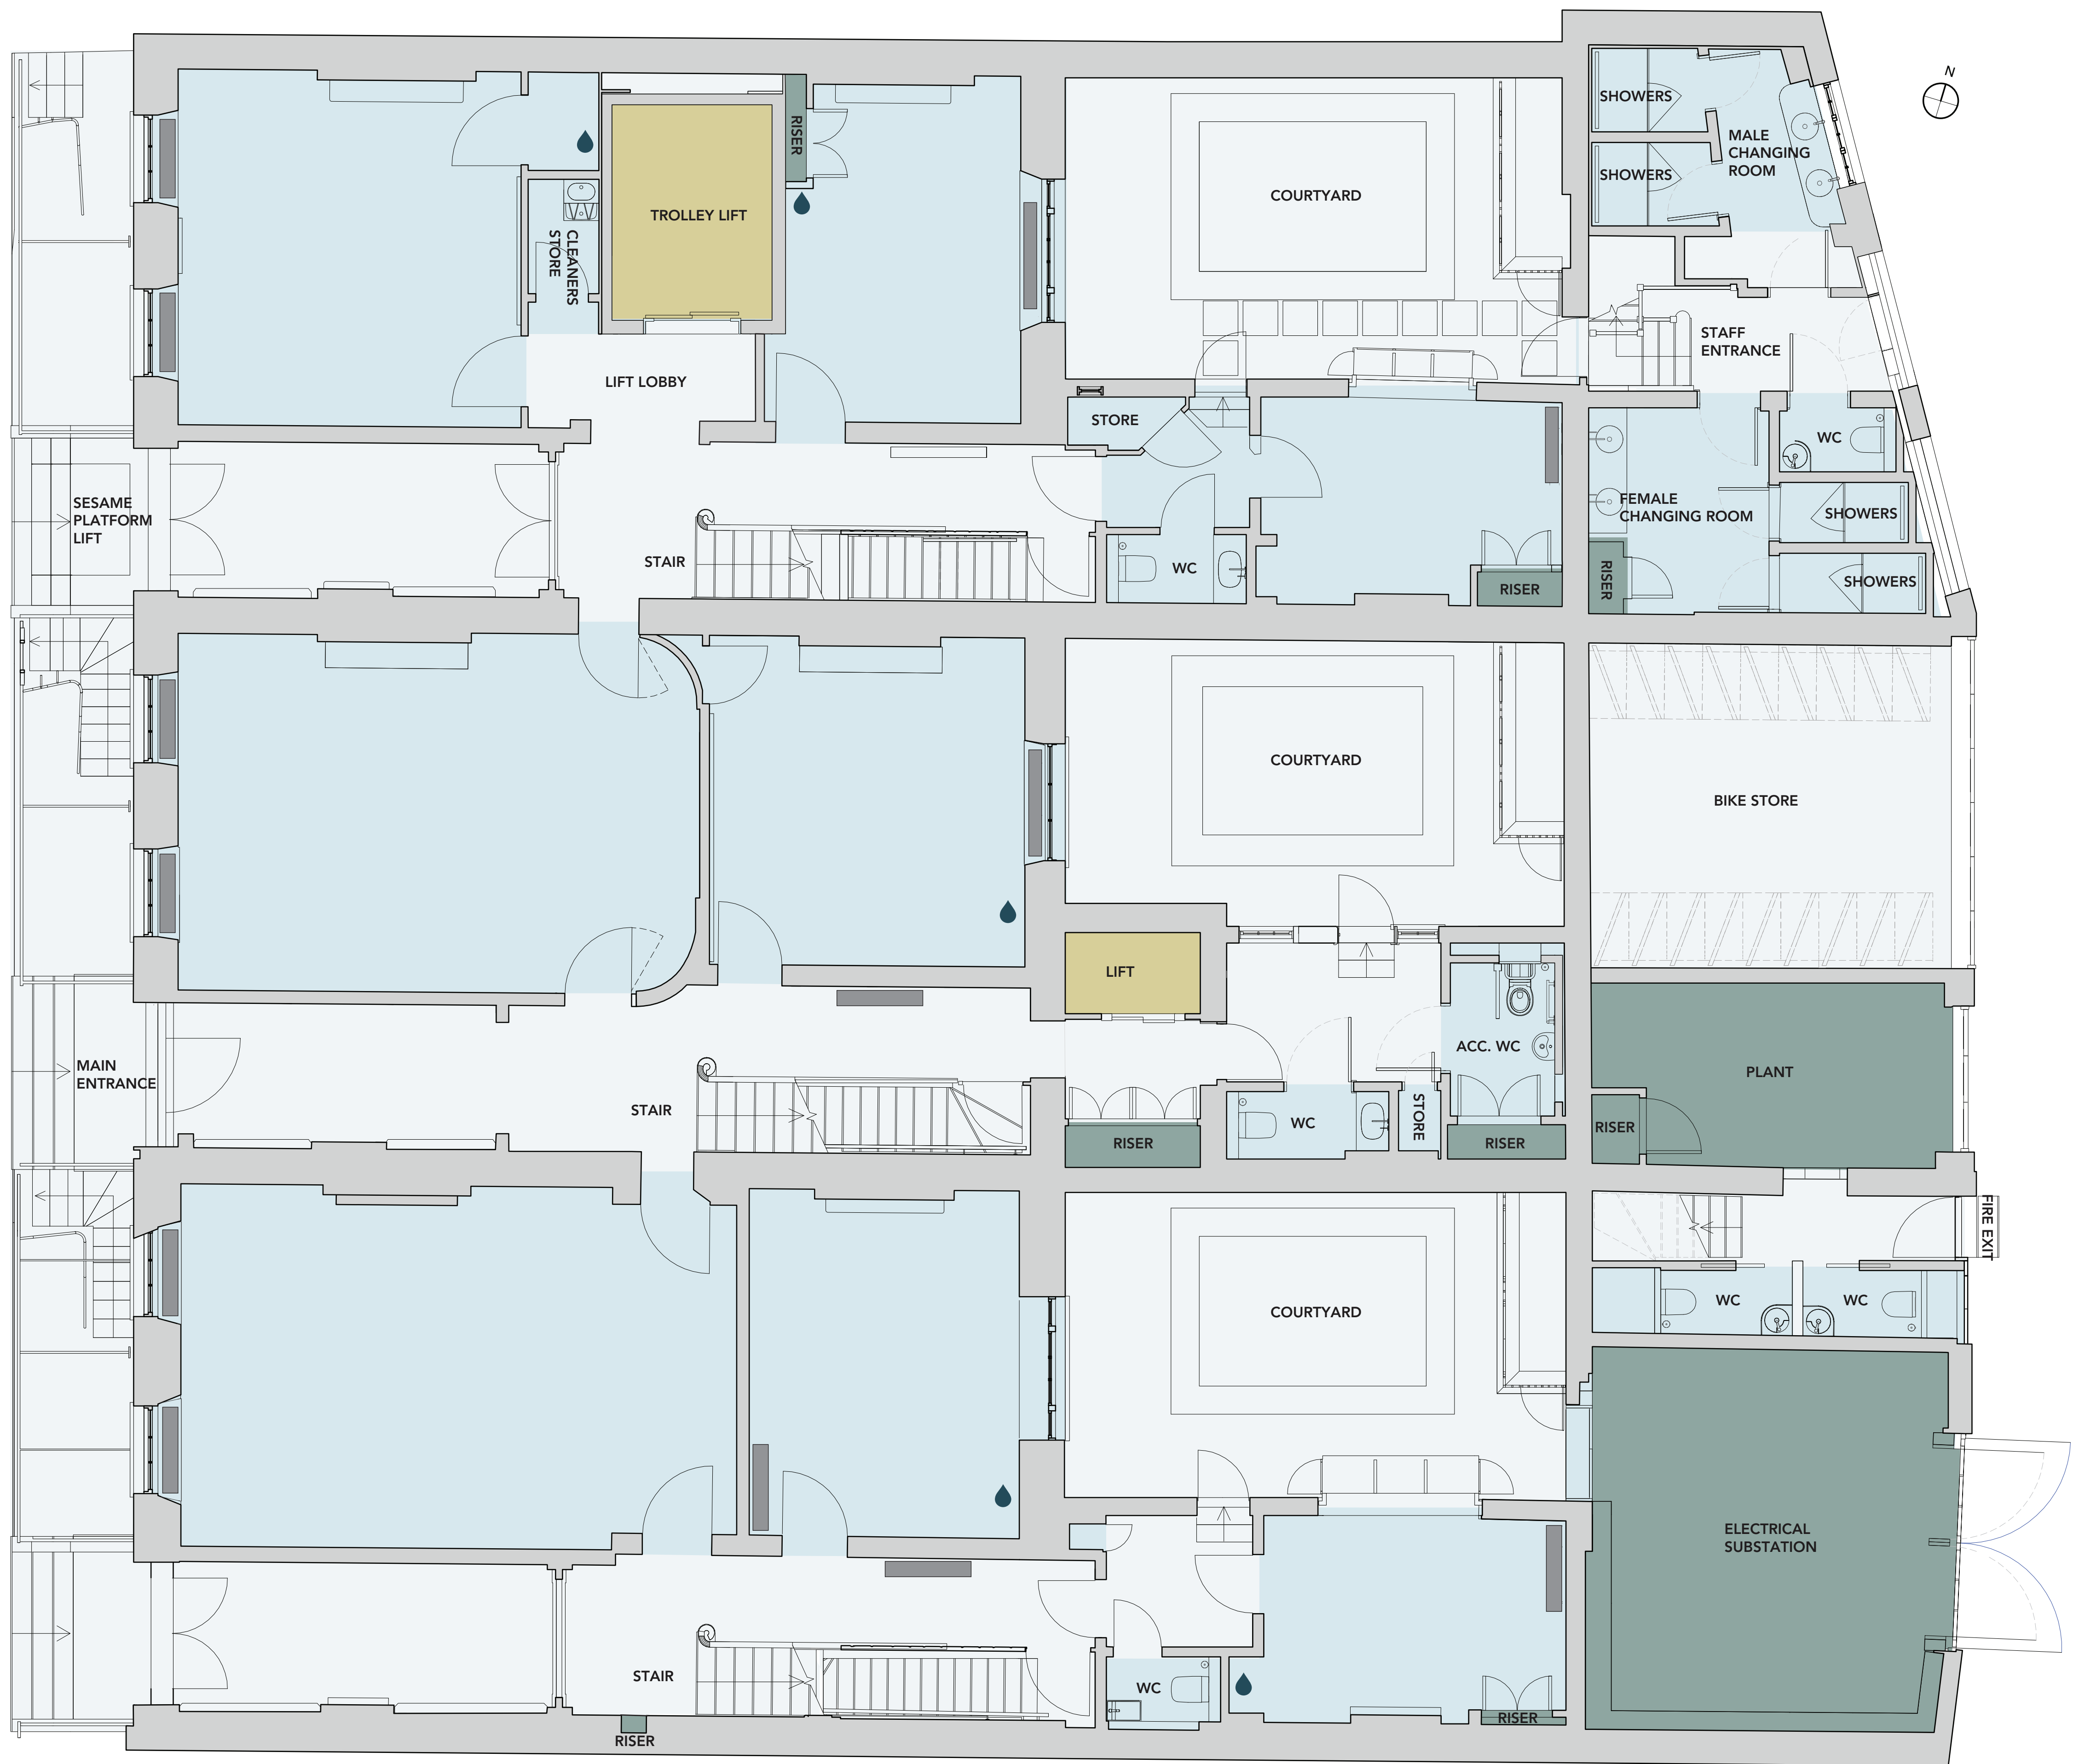 N
SHOWERS
MALE
CHANGING
ROOM
RISER
SHOWERS
COURTYARD
TROLLEY LIFT
CLEANERS
STORE
STAFF
ENTRANCE
LIFT LOBBY
STORE
WC
SESAME
PLATFORM
LIFT
FEMALE
CHANGING ROOM
SHOWERS
STAIR
WC
RISER
RISER
SHOWERS
COURTYARD
BIKE STORE
LIFT
MAIN
ENTRANCE
ACC. WC
PLANT
STAIR
RISER
WC
STORE
RISER
RISER
FIRE EXIT
COURTYARD
WC
WC
ELECTRICAL
SUBSTATION
STAIR
WC
RISER
RISER